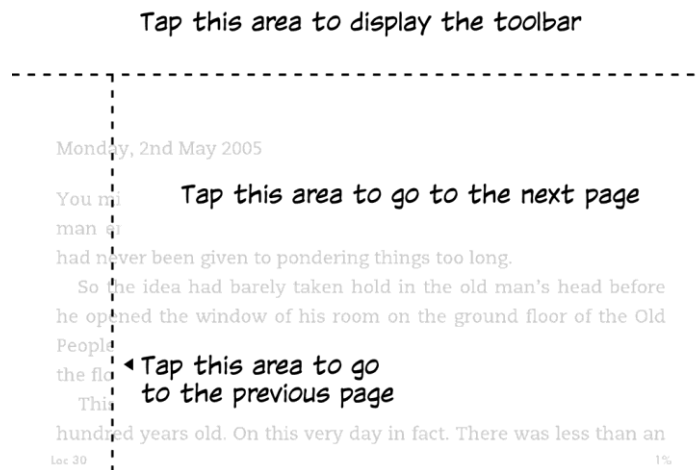 Tap this area to display the toolbar
Monday, 2nd May 2005
Tap this area to go to the next page
You mi
man en
had never been given to pondering things too long.
So the idea had barely taken hold in the old man's head before
he opened the window of his room on the ground floor of the Old
People
Tap this area to go
the flo
to the previous page
This
hundred years old. On this very day in fact. There was less than an
Loc 30
1%